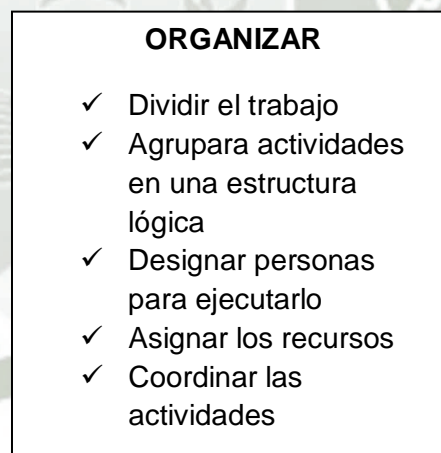 ORGANIZAR
✓ Dividir el trabajo
✓ Agrupara actividades
en una estructura
lógica
✓ Designar personas
para ejecutarlo
✓ Asignar los recursos
✓ Coordinar las
actividades